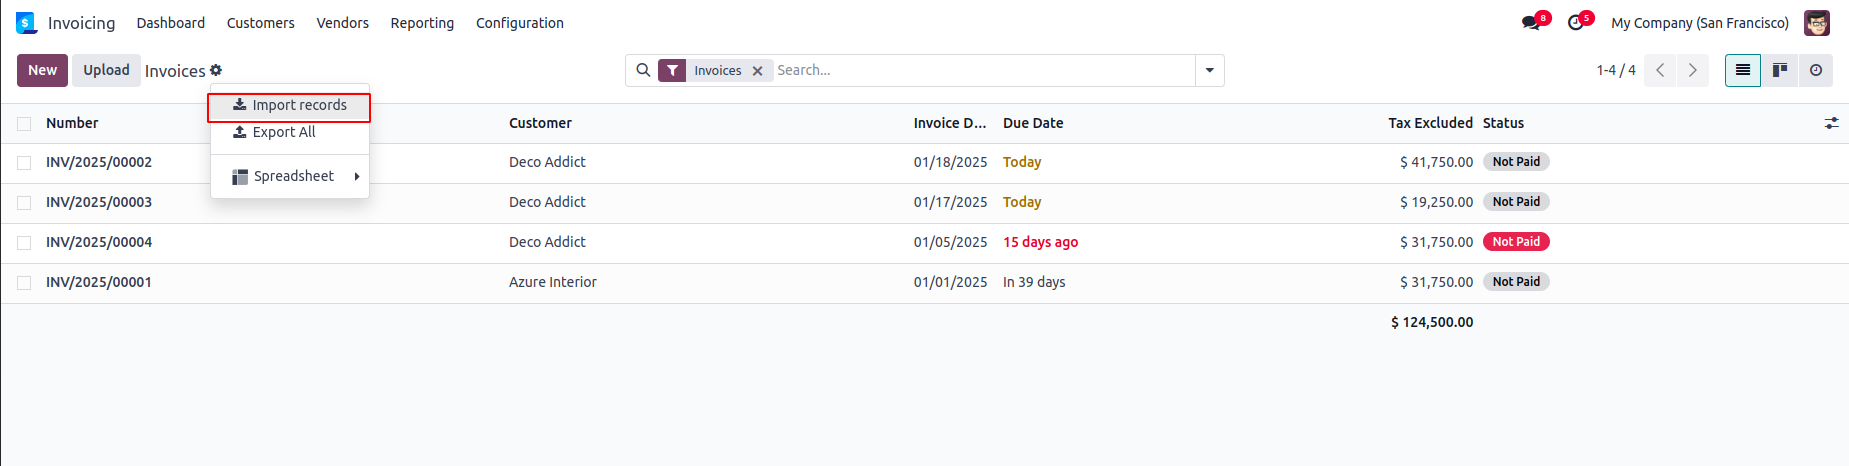 Invoicing Dashboard Customers Vendors Reporting Configuration 8 5 My Company (San Francisco)
New Upload Invoices Invoices Search... 1-4 / 4
Import records
Export All
Spreadsheet
Number Customer Invoice D... Due Date Tax Excluded Status
INV/2025/00002 Deco Addict 01/18/2025 Today $ 41,750.00 Not Paid
INV/2025/00003 Deco Addict 01/17/2025 Today $ 19,250.00 Not Paid
INV/2025/00004 Deco Addict 01/05/2025 15 days ago $ 31,750.00 Not Paid
INV/2025/00001 Azure Interior 01/01/2025 In 39 days $ 31,750.00 Not Paid
$ 124,500.00